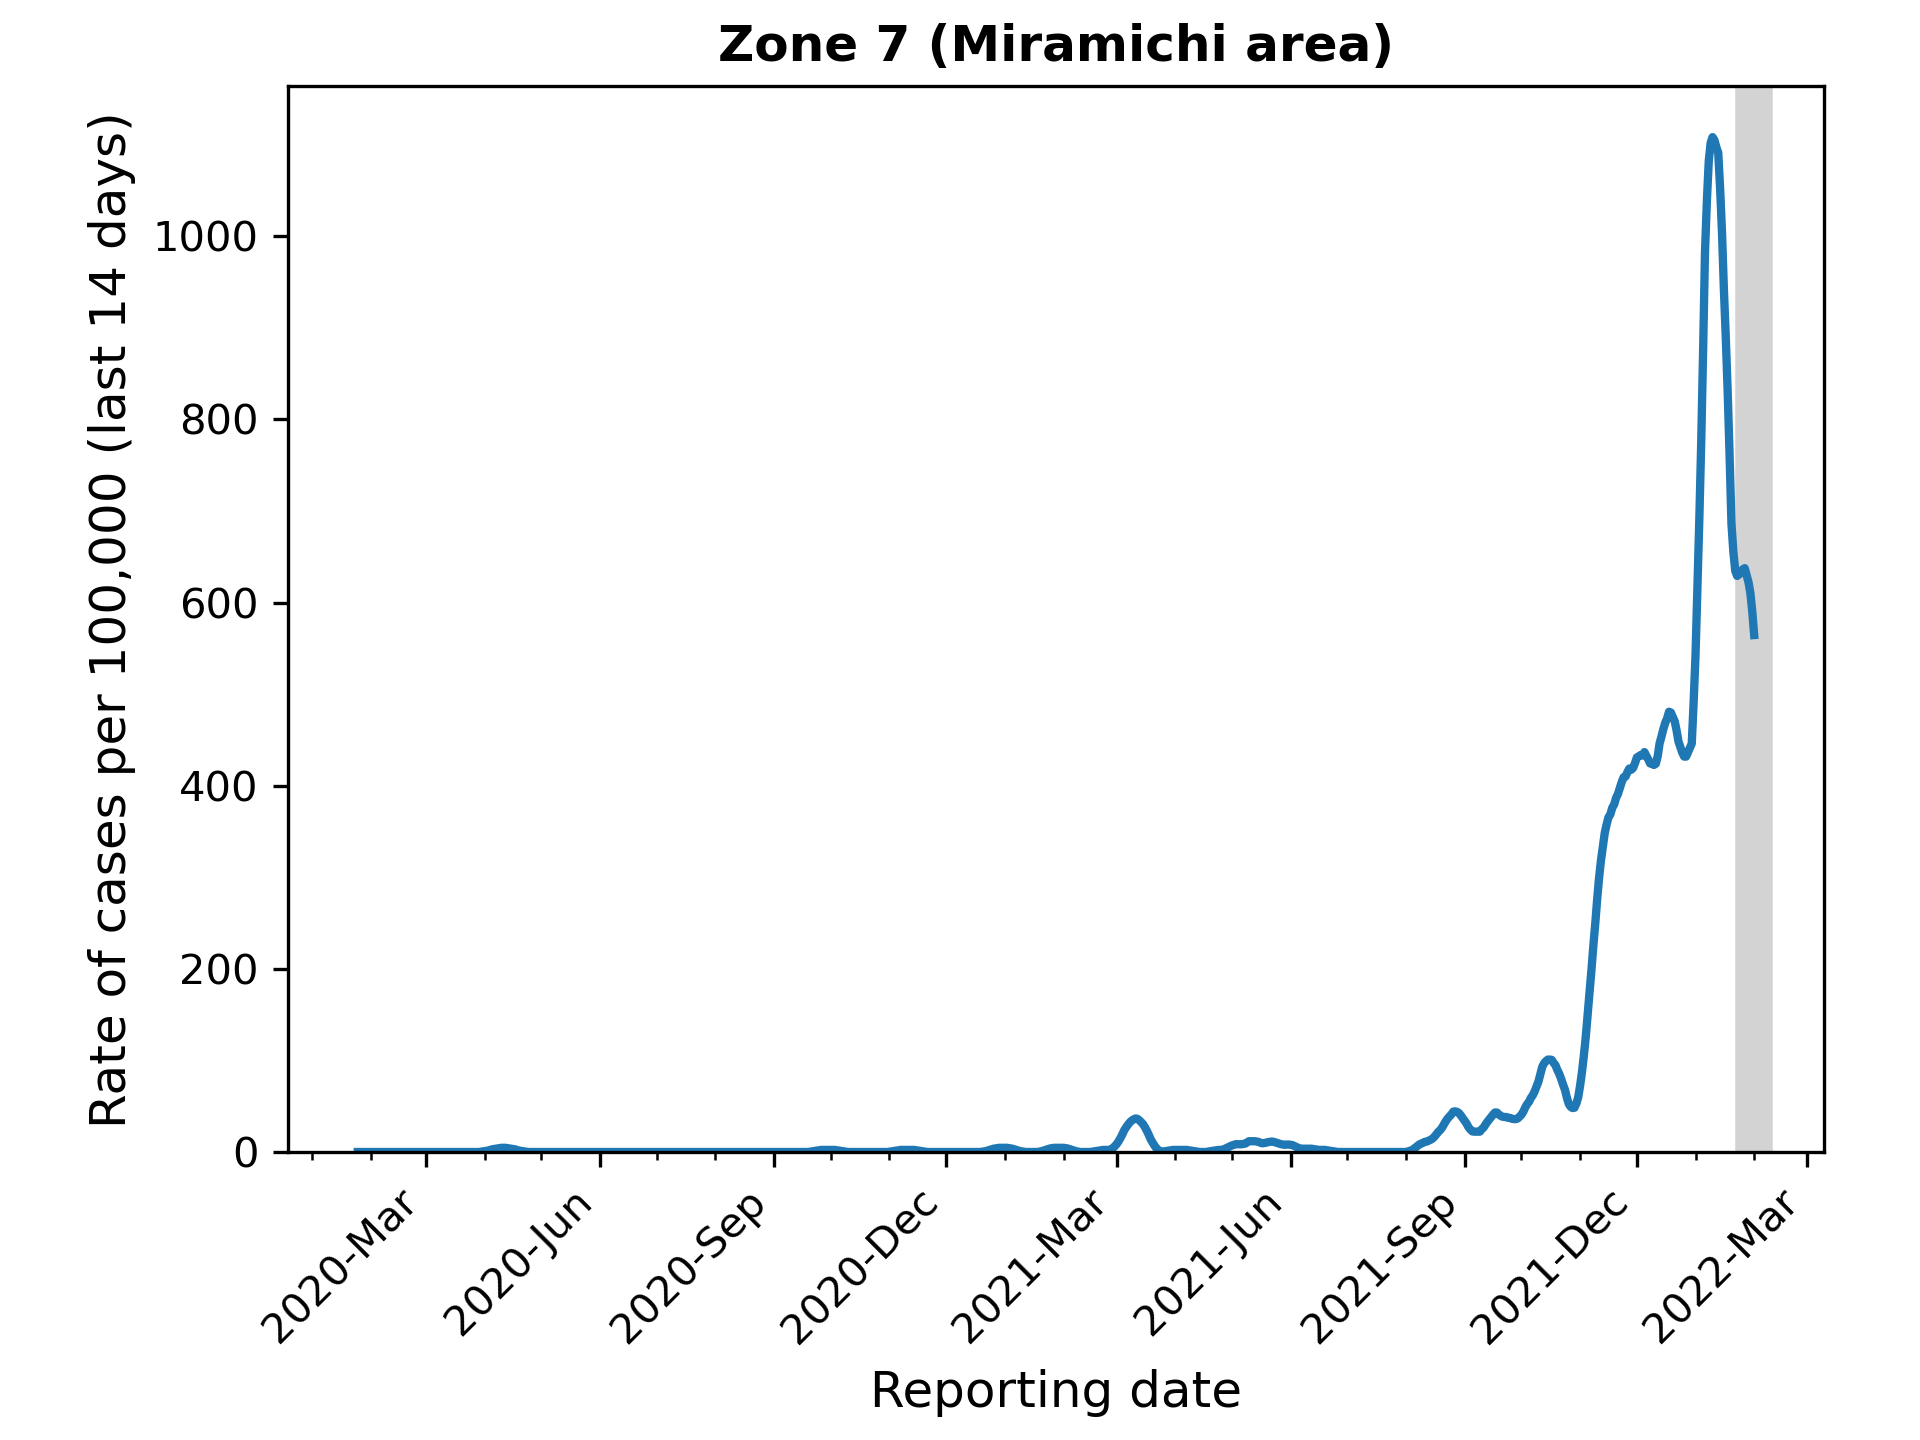 Zone 7 (Miramichi area)
Rate of cases per 100,000 (last 14 days)
1000
800
600
400
200
0
2020-Mar
2020-Jun
2020-Sep
2020-Dec
2021-Mar
2021-Jun
2021-Sep
2021-Dec
2022-Mar
Reporting date